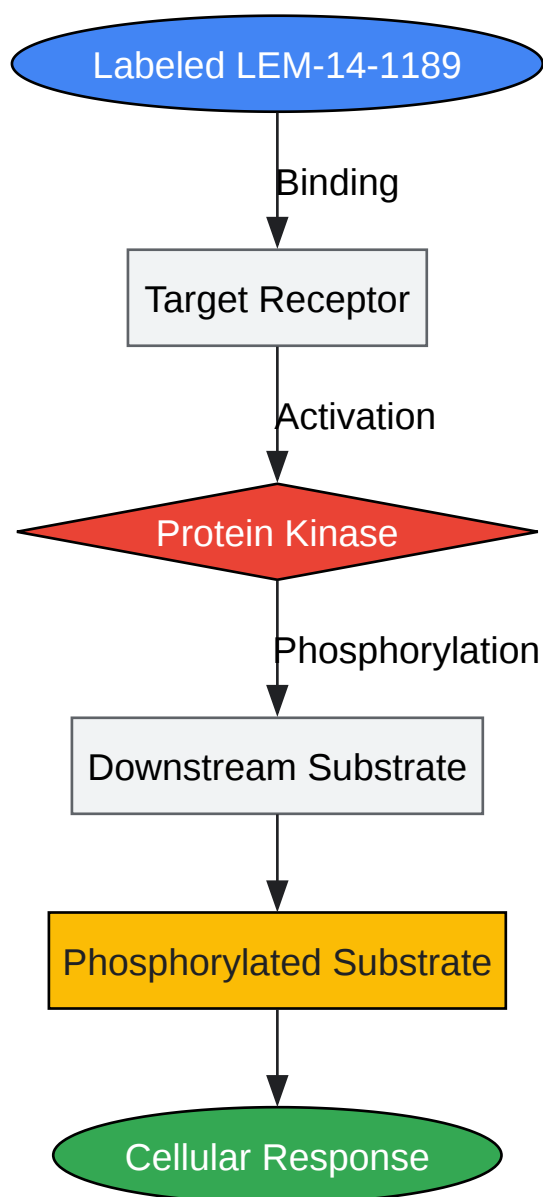 Labeled LEM-14-1189
Binding
Target Receptor
Activation
Protein Kinase
Phosphorylation
Downstream Substrate
Phosphorylated Substrate
Cellular Response